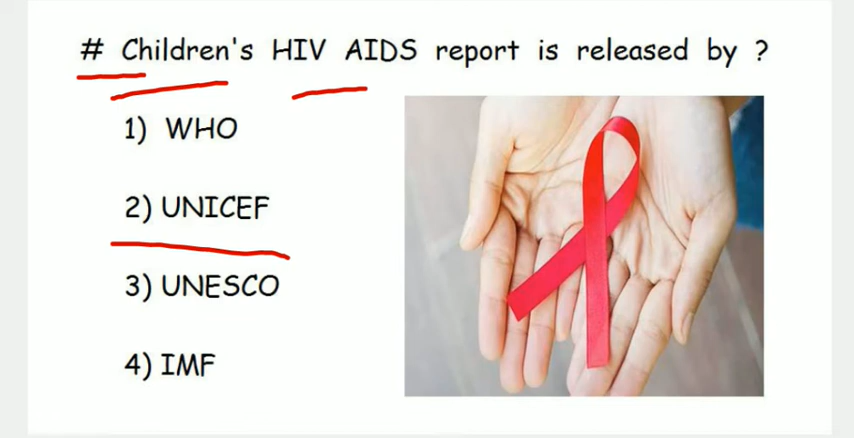 # Children's HIV AIDS report is released by ?
1) WHO
2) UNICEF
3) UNESCO
4) IMF